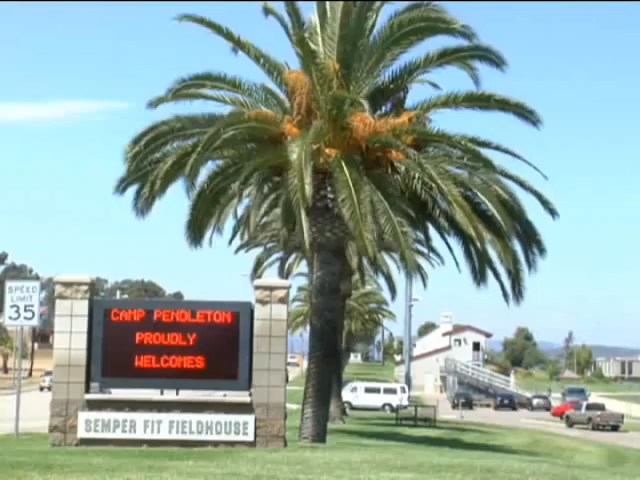 SPEED
LIMIT
35
CAMP PENDLETON
PROUDLY
WELCOMES
SEMPER FIT FIELDHOUSE